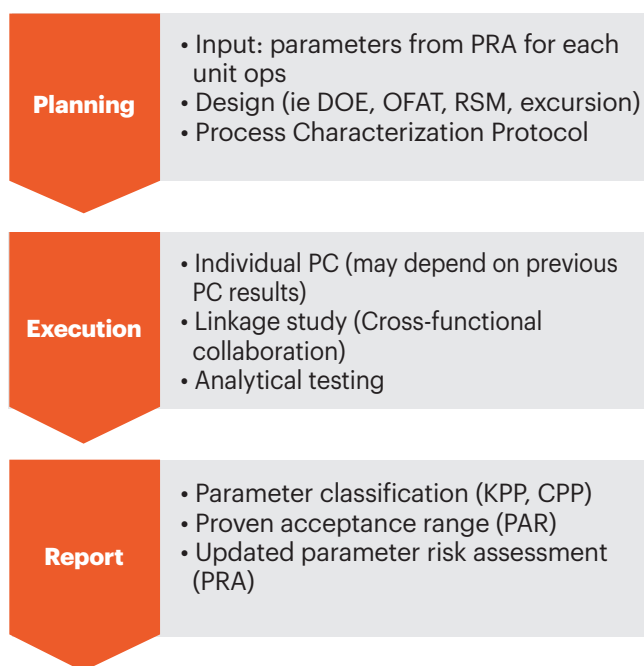 Planning
• Input: parameters from PRA for each
unit ops
• Design (ie DOE, OFAT, RSM, excursion)
• Process Characterization Protocol
Execution
• Individual PC (may depend on previous
PC results)
• Linkage study (Cross-functional
collaboration)
• Analytical testing
Report
• Parameter classification (KPP, CPP)
• Proven acceptance range (PAR)
• Updated parameter risk assessment
(PRA)